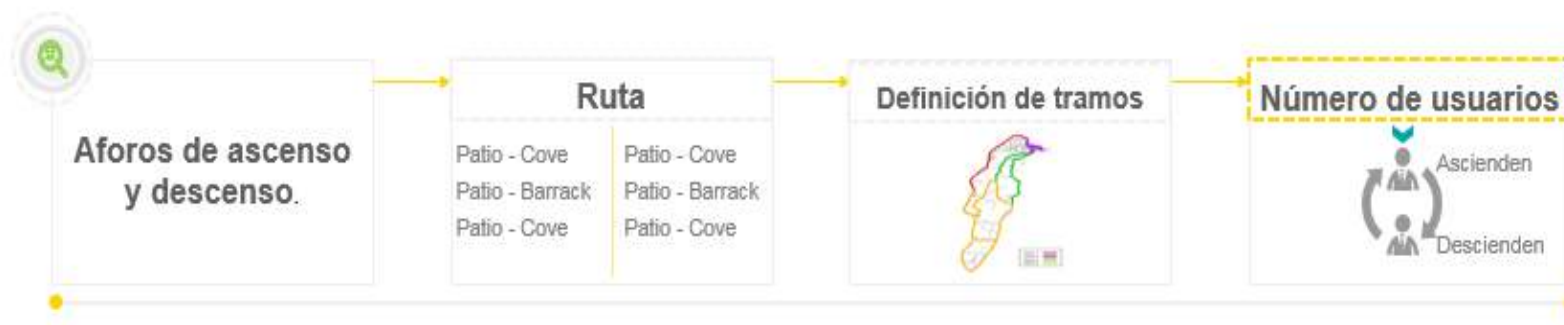 Aforos de ascenso
y descenso.
Ruta
Patio - Cove
Patio - Barrack
Patio - Cove
Patio - Cove
Patio - Barrack
Patio - Cove
Definición de tramos
Número de usuarios
Ascienden
Descienden